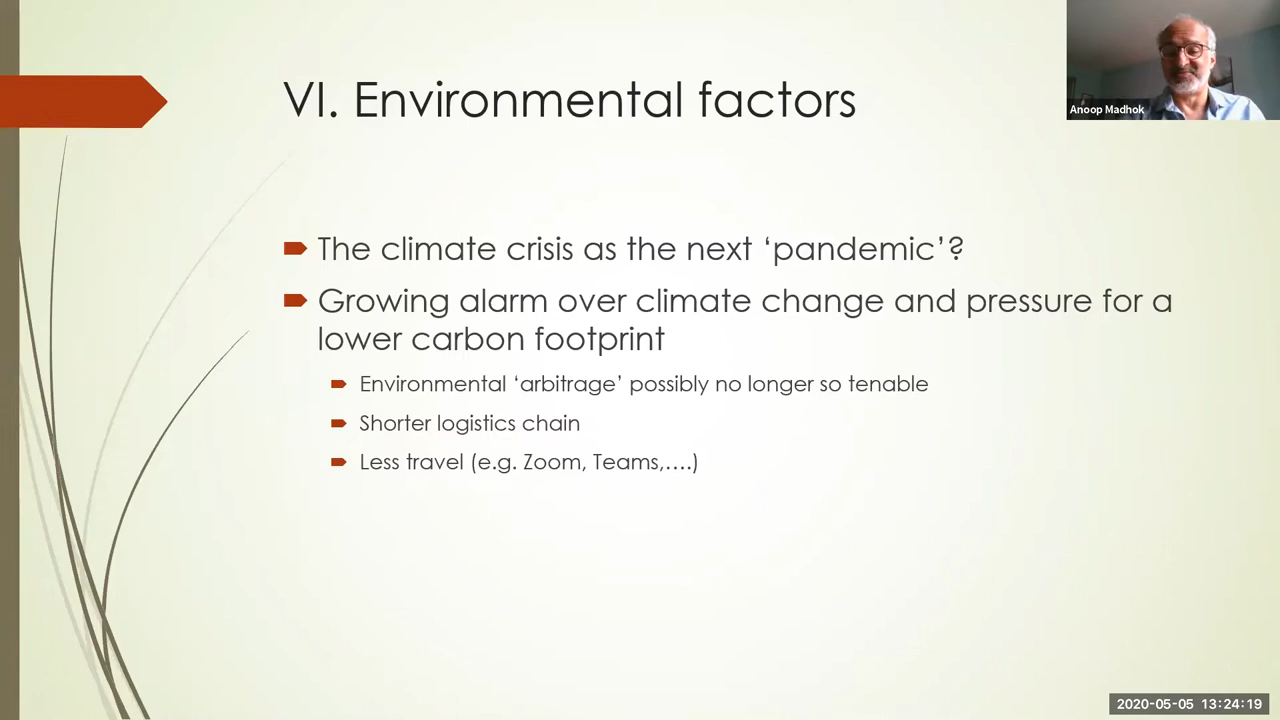 VI. Environmental factors
Anoop Madhok
The climate crisis as the next ‘pandemic’?
Growing alarm over climate change and pressure for a
lower carbon footprint
Environmental ‘arbitrage’ possibly no longer so tenable
Shorter logistics chain
Less travel (e.g. Zoom, Teams,….)
2020-05-05 13:24:19